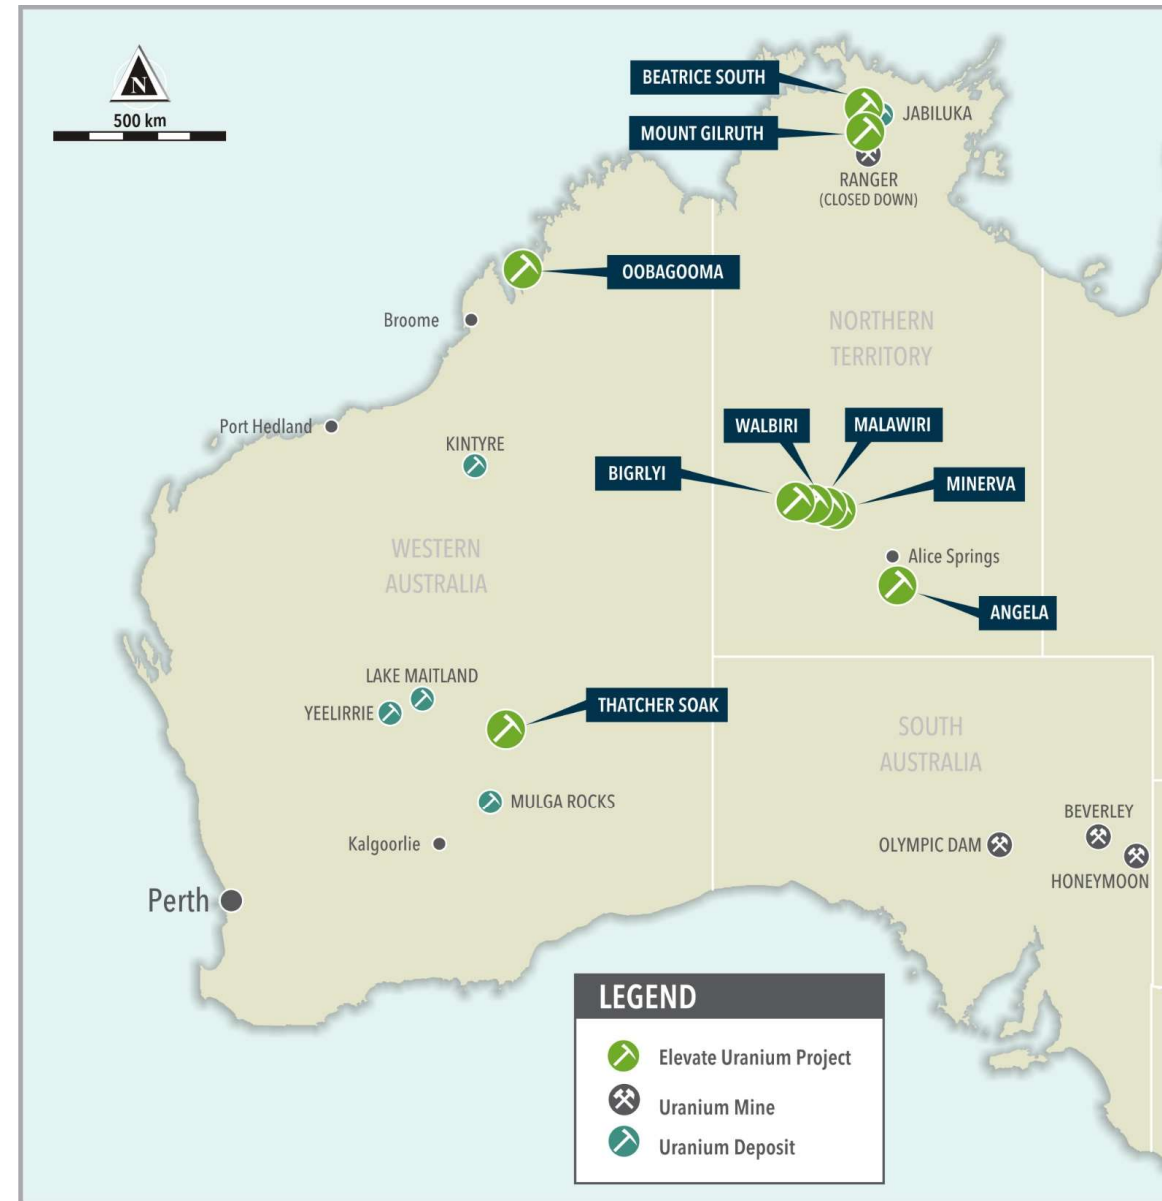 N
500 km
BEATRICE SOUTH
JABILUKA
MOUNT GILRUTH
RANGER
(CLOSED DOWN)
OOBAGOOMA
Broome
NORTHERN
TERRITORY
Port Hedland
KINTYRE
WALBIRI
MALAWIRI
BIGRLYI
MINERVA
WESTERN
AUSTRALIA
Alice Springs
ANGELA
LAKE MAITLAND
YEELIRRIE
THATCHER SOAK
SOUTH
AUSTRALIA
MULGA ROCKS
BEVERLEY
Kalgoorlie
OLYMPIC DAM
HONEYMOON
Perth
LEGEND
Elevate Uranium Project
Uranium Mine
Uranium Deposit